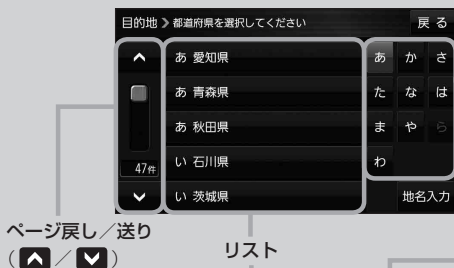 目的地 》都道府県を選択してください 戻る
あ 愛知県
あ 青森県
あ 秋田県
い 石川県
い 茨城県
47件
あ か さ
た な は
ま や ら
わ
地名入力
ページ戻し／送り
（／）
リスト